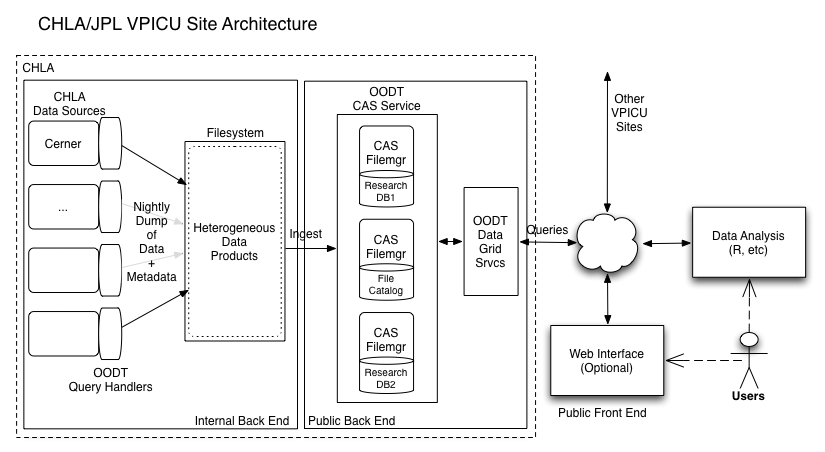 CHLA/JPL VPICU Site Architecture
CHLA
CHLA
Data Sources
Cerner
...
Nightly
Dump
of
Data
+
Metadata
OODT
Query Handlers
Filesystem
Heterogeneous
Data
Products
Internal Back End
Ingest
OODT
CAS Service
CAS
Filemgr
Research
DB1
CAS
Filemgr
File
Catalog
CAS
Filemgr
Research
DB2
Public Back End
OODT
Data
Grid
Srvcs
Queries
Other
VPICU
Sites
Data Analysis
(R, etc)
Web Interface
(Optional)
Public Front End
Users